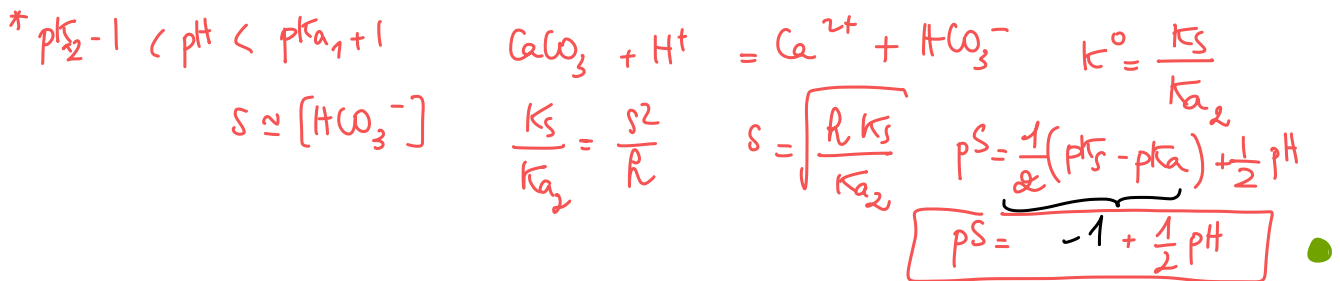 * pKs2-1 < pH < pKa1+1 CaCO3 + H+ = Ca2+ + HCO3- K° = Ks/Ka2
s ≃ [HCO3-] Ks/Ka2 = s²/h s = √(h Ks/Ka2) pS = 1/2 (pKs - pKa) + 1/2 pH
pS = -1 + 1/2 pH